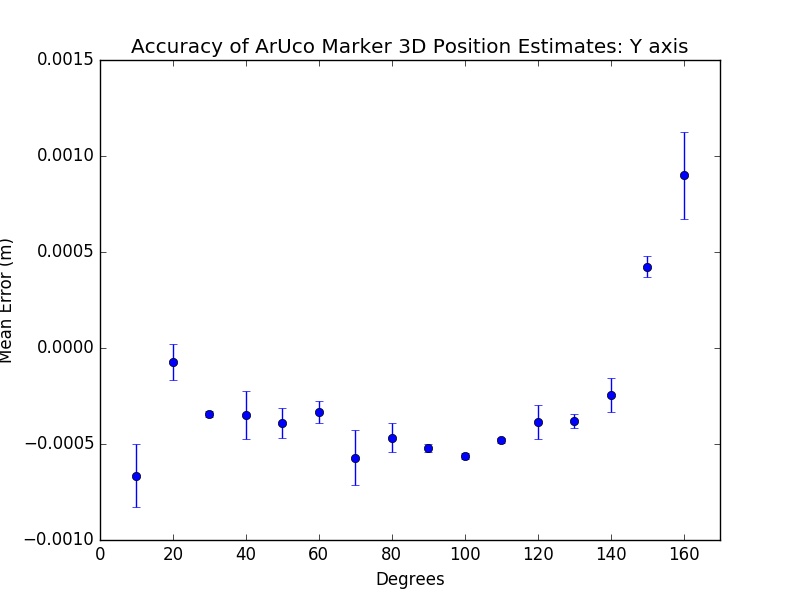 Accuracy of ArUco Marker 3D Position Estimates: Y axis
0.0015
0.0010
0.0005
0.0000
−0.0005
−0.0010
Mean Error (m)
0 20 40 60 80 100 120 140 160
Degrees